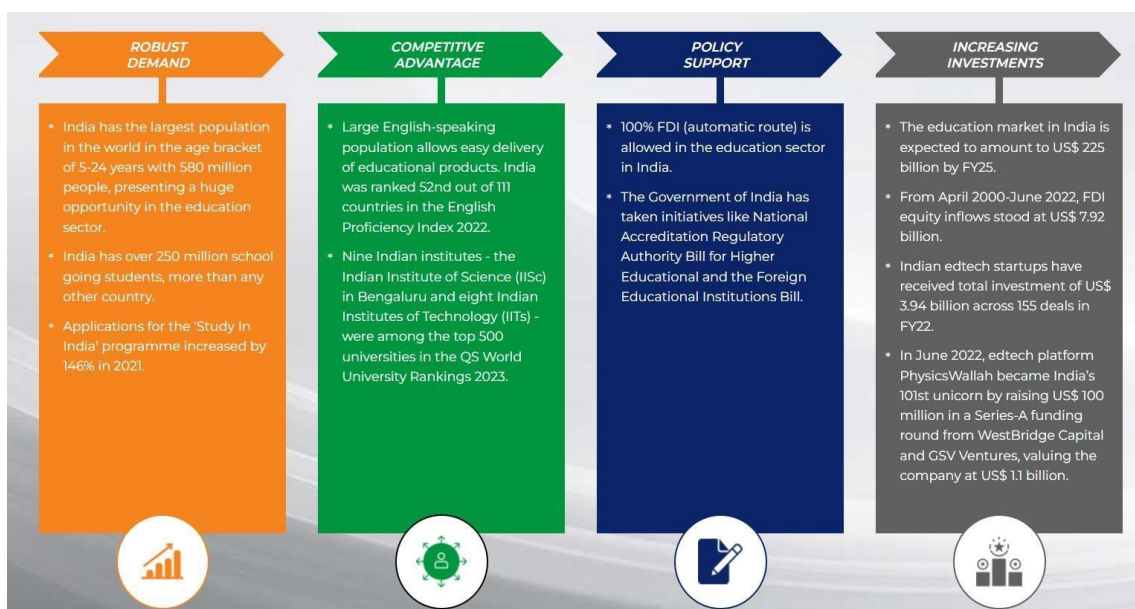 ROBUST
DEMAND
* India has the largest population
in the world in the age bracket
of 5-24 years with 580 million
people, presenting a huge
opportunity in the education
sector.
* India has over 250 million school
going students, more than any
other country.
* Applications for the 'Study In
India' programme increased by
146% in 2021.
COMPETITIVE
ADVANTAGE
* Large English-speaking
population allows easy delivery
of educational products. India
was ranked 52nd out of 111
countries in the English
Proficiency Index 2022.
* Nine Indian institutes - the
Indian Institute of Science (IISc)
in Bengaluru and eight Indian
Institutes of Technology (IITs) -
were among the top 500
universities in the QS World
University Rankings 2023.
POLICY
SUPPORT
* 100% FDI (automatic route) is
allowed in the education sector
in India.
* The Government of India has
taken initiatives like National
Accreditation Regulatory
Authority Bill for Higher
Educational and the Foreign
Educational Institutions Bill.
INCREASING
INVESTMENTS
* The education market in India is
expected to amount to US$ 225
billion by FY25.
* From April 2000-June 2022, FDI
equity inflows stood at US$ 7.92
billion.
* Indian edtech startups have
received total investment of US$
3.94 billion across 155 deals in
FY22.
* In June 2022, edtech platform
PhysicsWallah became India's
101st unicorn by raising US$ 100
million in a Series-A funding
round from WestBridge Capital
and GSV Ventures, valuing the
company at US$ 1.1 billion.